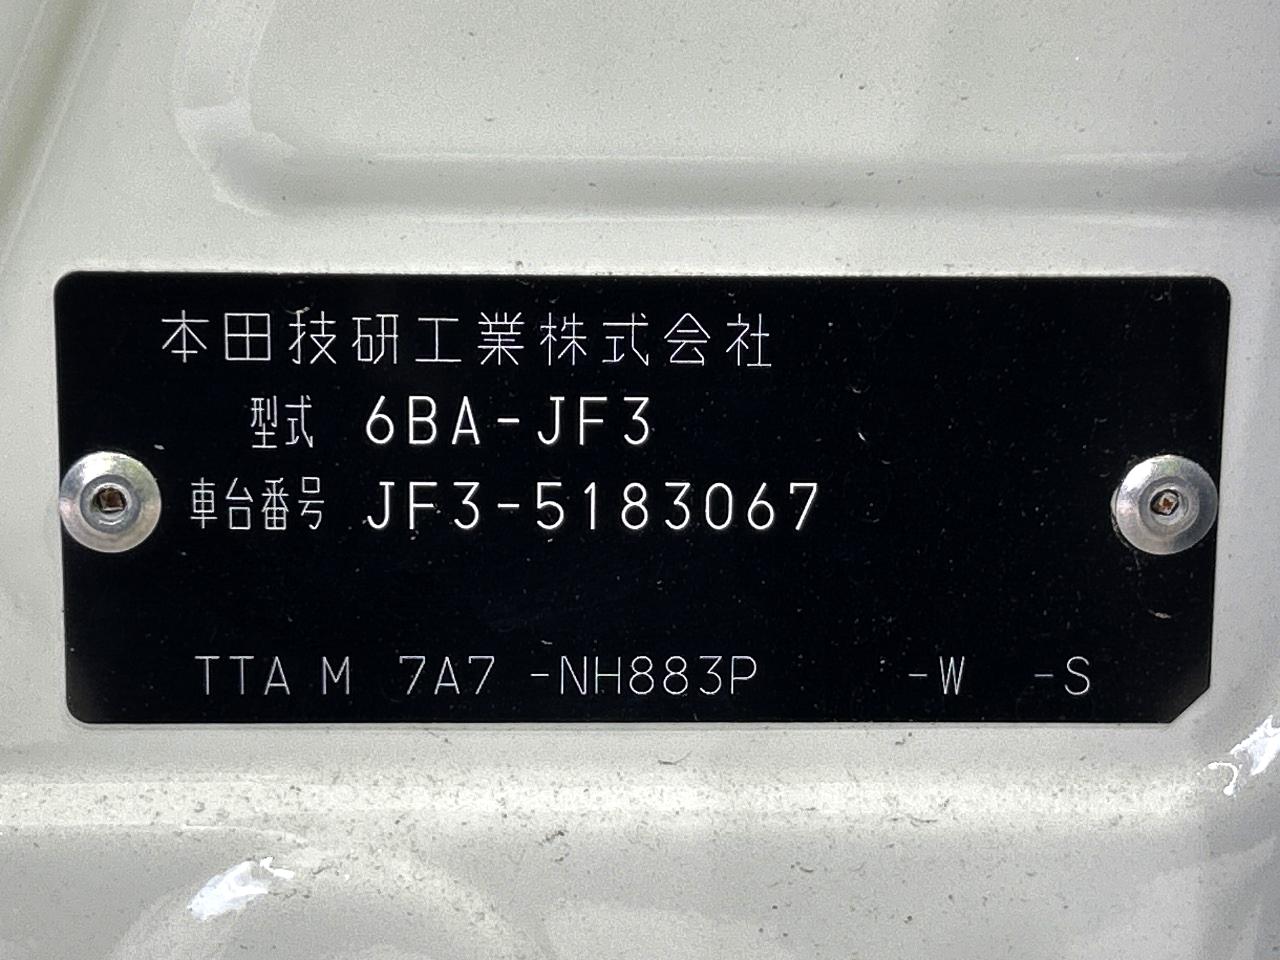 本田技研工業株式会社
型式 6BA-JF3
車台番号 JF3-5183067
TTA M 7A7 -NH883P -W -S